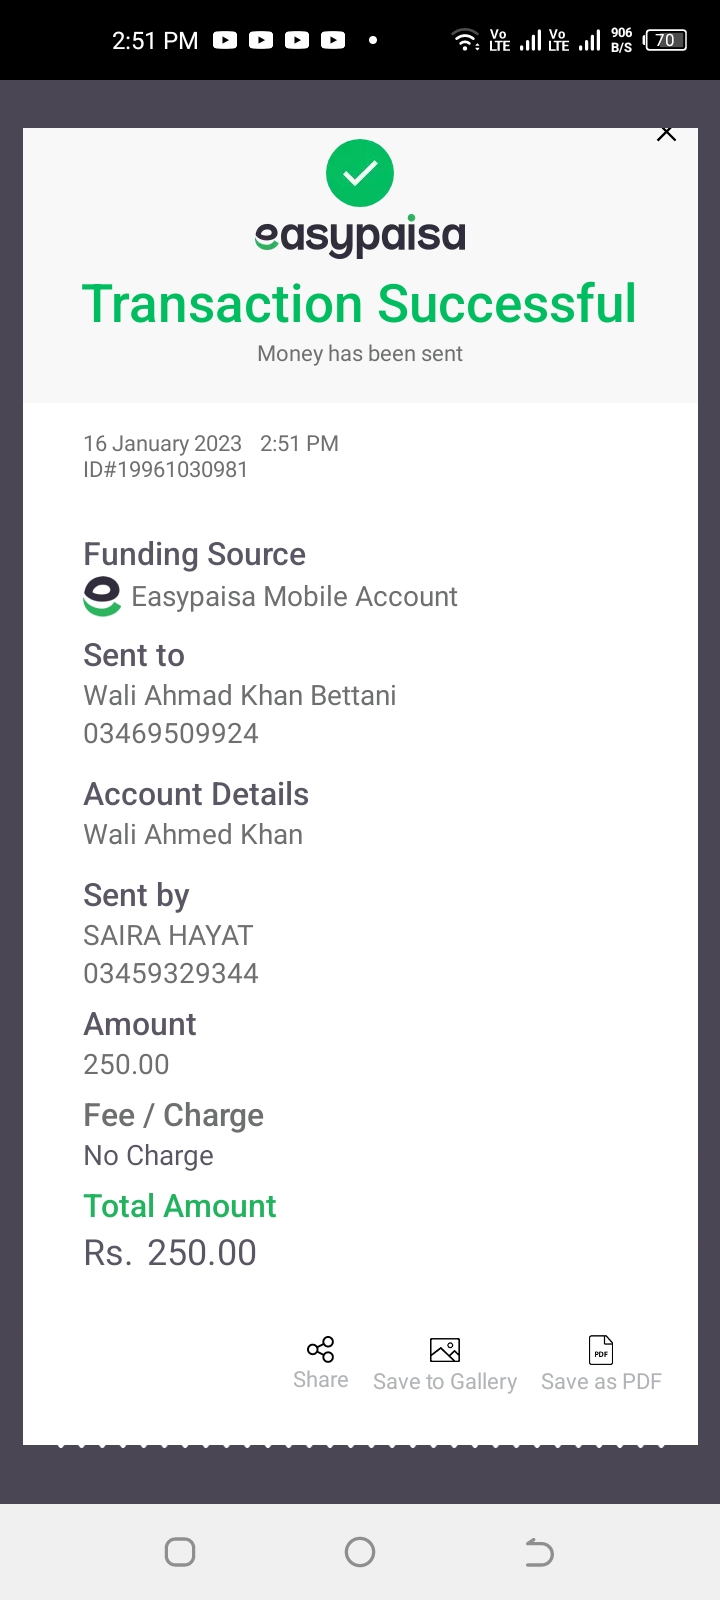 2:51 PM
Vo LTE Vo LTE 906 B/S 70
easypaisa
Transaction Successful
Money has been sent
16 January 2023 2:51 PM
ID#19961030981
Funding Source
Easypaisa Mobile Account
Sent to
Wali Ahmad Khan Bettani
03469509924
Account Details
Wali Ahmed Khan
Sent by
SAIRA HAYAT
03459329344
Amount
250.00
Fee / Charge
No Charge
Total Amount
Rs. 250.00
PDF
Share Save to Gallery Save as PDF